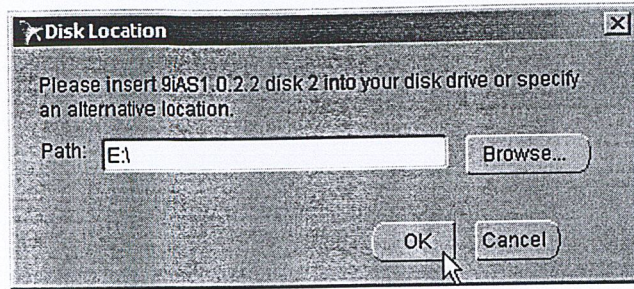 Disk Location
Please insert 9iAS1.0.2.2 disk 2 into your disk drive or specify
an alternative location.
Path: E:\ Browse...
OK Cancel